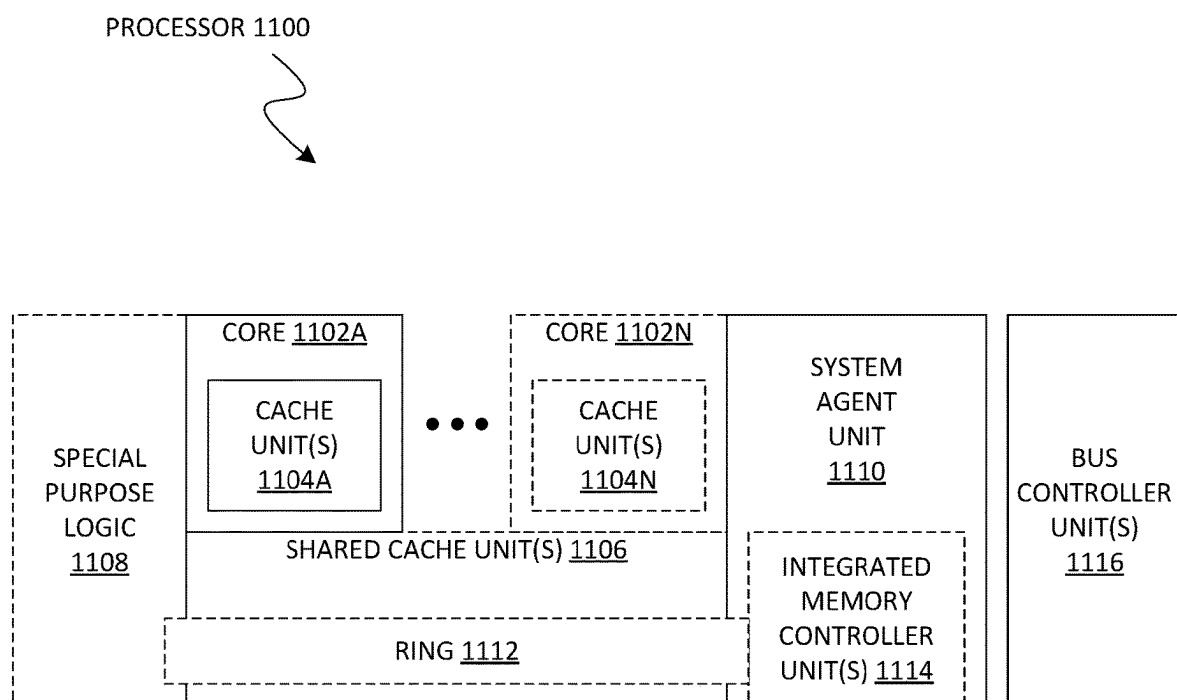 PROCESSOR 1100
SPECIAL
PURPOSE
LOGIC
1108
CORE 1102A
CACHE
UNIT(S)
1104A
CORE 1102N
CACHE
UNIT(S)
1104N
SHARED CACHE UNIT(S) 1106
RING 1112
SYSTEM
AGENT
UNIT
1110
INTEGRATED
MEMORY
CONTROLLER
UNIT(S) 1114
BUS
CONTROLLER
UNIT(S)
1116